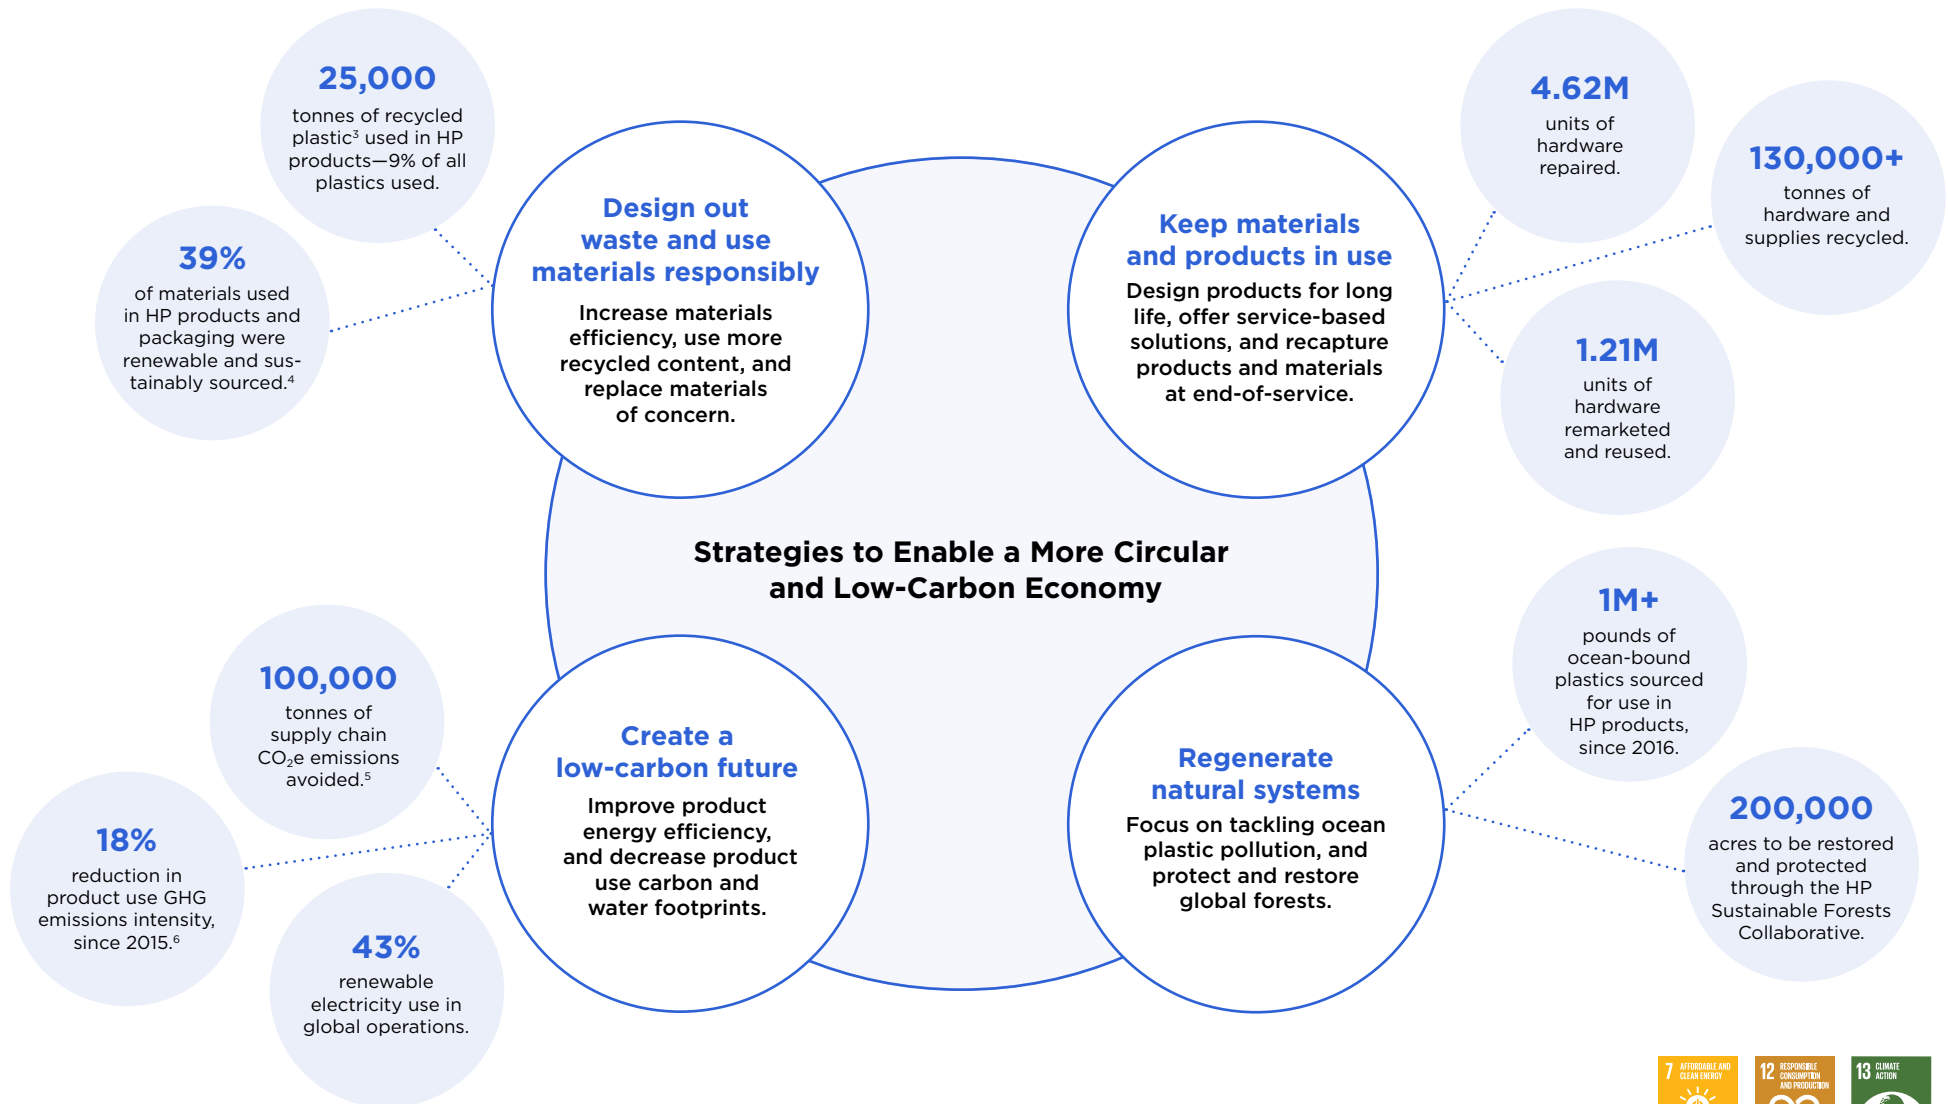 25,000
tonnes of recycled
plastic³ used in HP
products—9% of all
plastics used.
39%
of materials used
in HP products and
packaging were
renewable and sus-
tainably sourced.⁴
Design out
waste and use
materials responsibly
Increase materials
efficiency, use more
recycled content, and
replace materials
of concern.
Keep materials
and products in use
Design products for long
life, offer service-based
solutions, and recapture
products and materials
at end-of-service.
4.62M
units of
hardware
repaired.
130,000+
tonnes of
hardware and
supplies recycled.
1.21M
units of
hardware
remarketed
and reused.
Strategies to Enable a More Circular
and Low-Carbon Economy
100,000
tonnes of
supply chain
CO₂e emissions
avoided.⁵
18%
reduction in
product use GHG
emissions intensity,
since 2015.⁶
43%
renewable
electricity use in
global operations.
Create a
low-carbon future
Improve product
energy efficiency,
and decrease product
use carbon and
water footprints.
Regenerate
natural systems
Focus on tackling ocean
plastic pollution, and
protect and restore
global forests.
1M+
pounds of
ocean-bound
plastics sourced
for use in
HP products,
since 2016.
200,000
acres to be restored
and protected
through the HP
Sustainable Forests
Collaborative.
7 AFFORDABLE AND
CLEAN ENERGY
12 RESPONSIBLE
CONSUMPTION
AND PRODUCTION
13 CLIMATE
ACTION